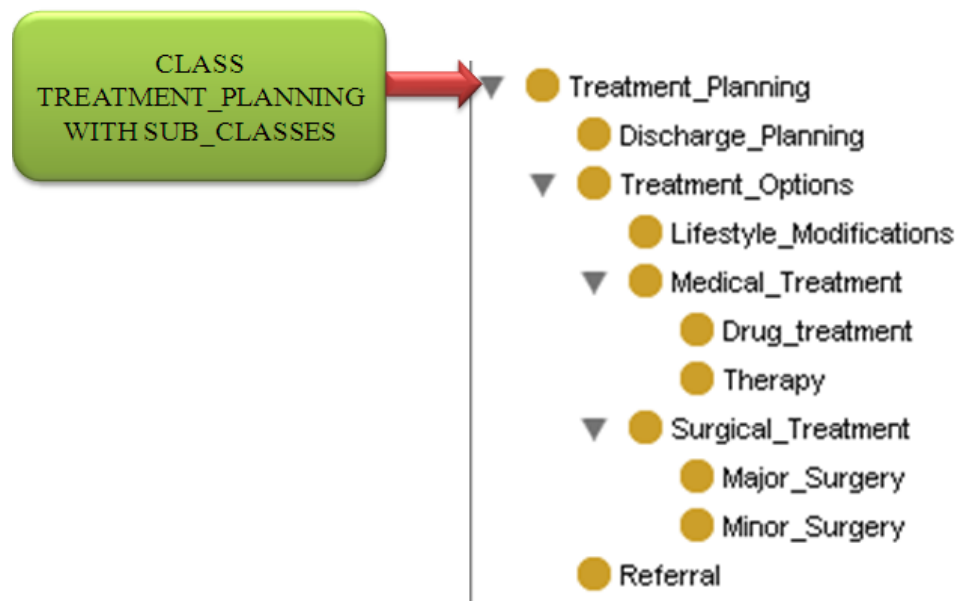 CLASS
TREATMENT_PLANNING
WITH SUB_CLASSES
Treatment_Planning
Discharge_Planning
Treatment_Options
Lifestyle_Modifications
Medical_Treatment
Drug_treatment
Therapy
Surgical_Treatment
Major_Surgery
Minor_Surgery
Referral